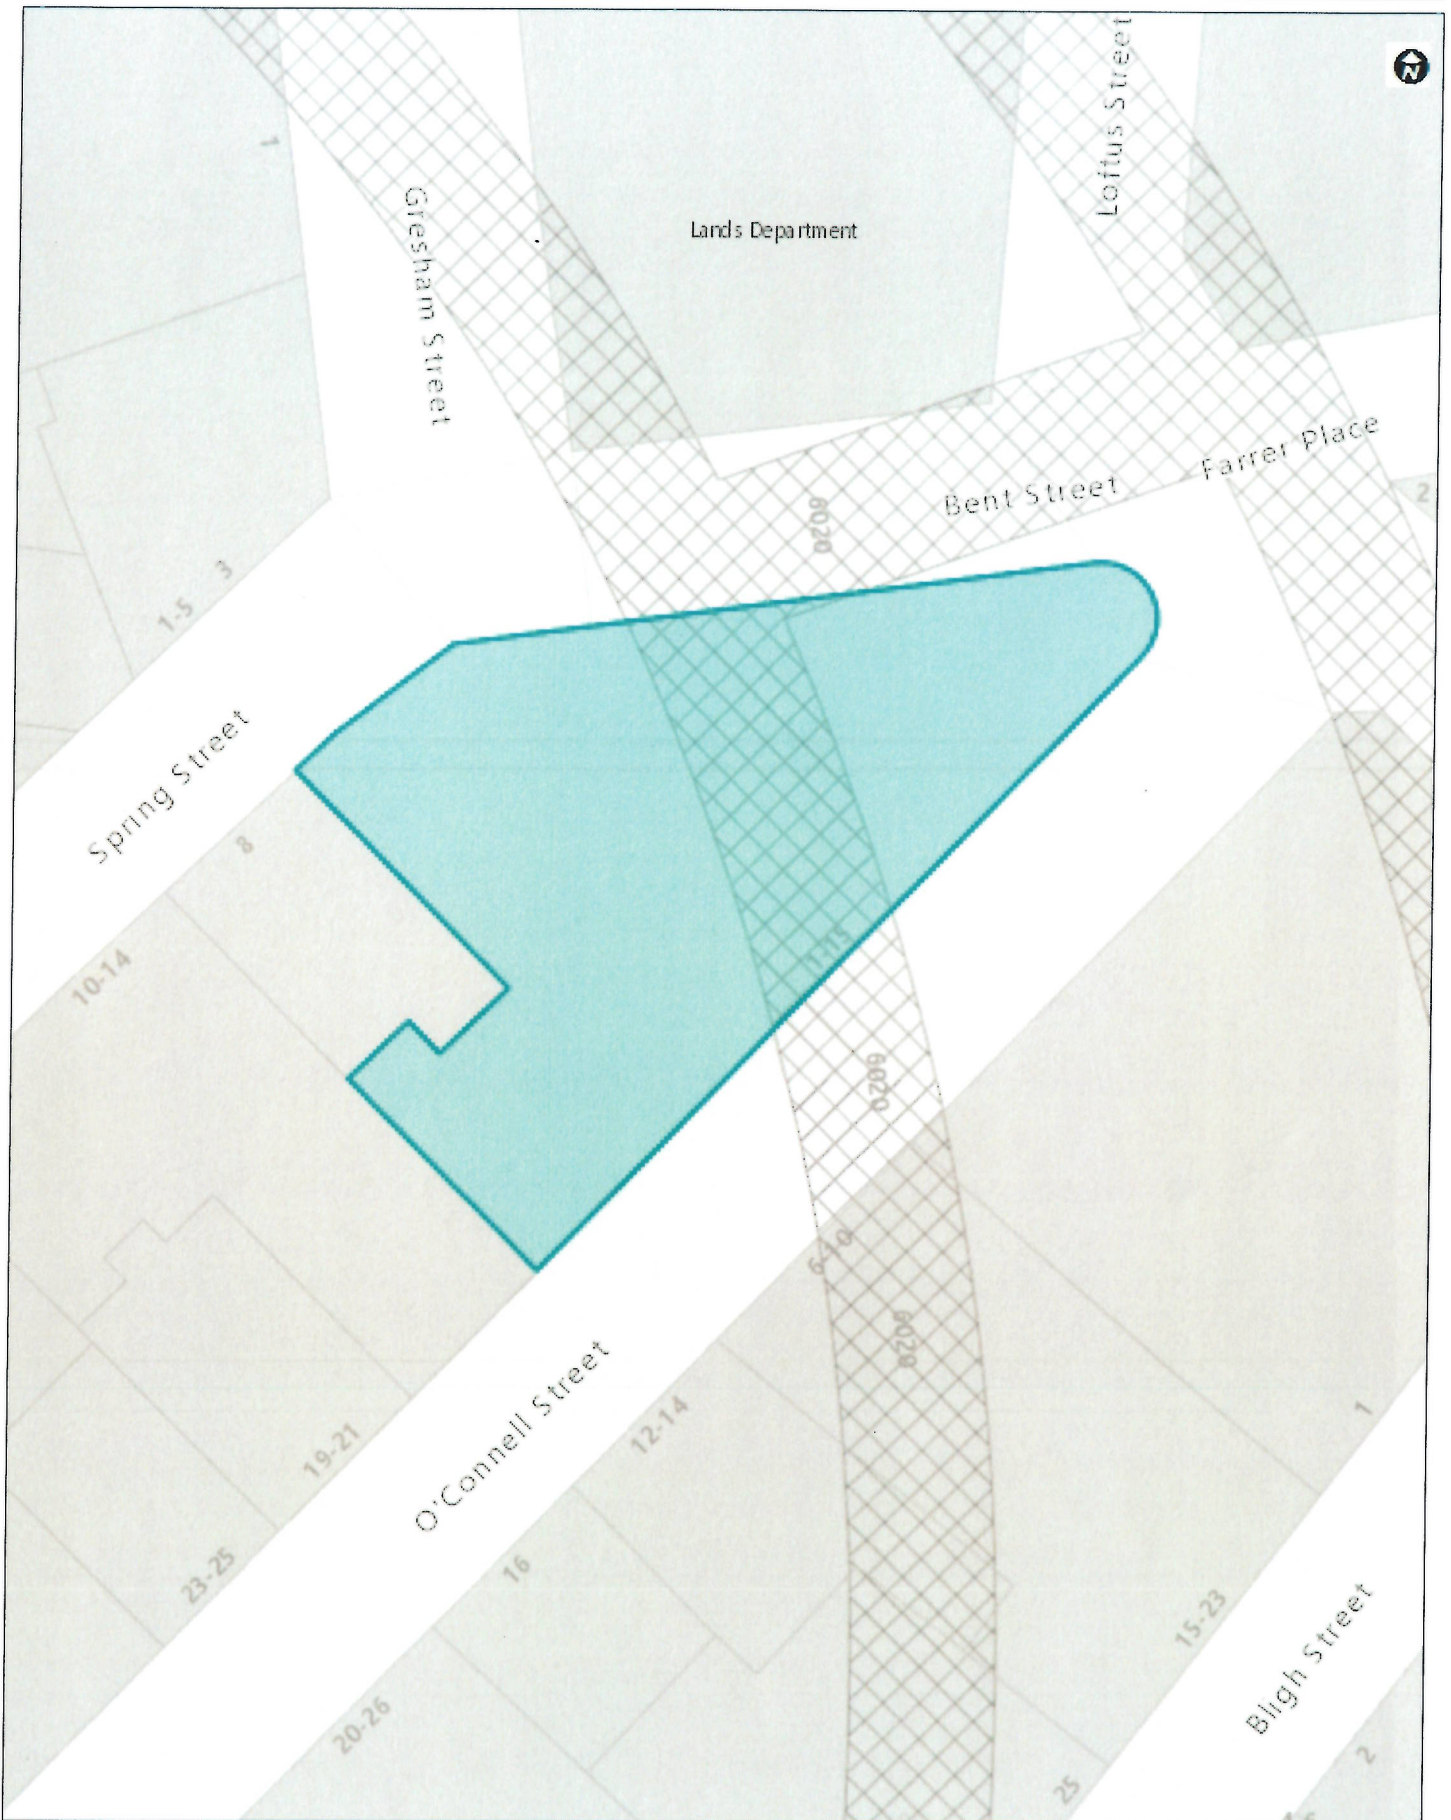 N
Loftus Street
1
Gresham Street
Lands Department
Farrer Place
Bent Street
2
6020
3
1-5
Spring Street
8
10-14
1-15
6020
6-10
6020
O'Connell Street
12-14
1
19-21
16
23-25
15-23
Bligh Street
20-26
25
2